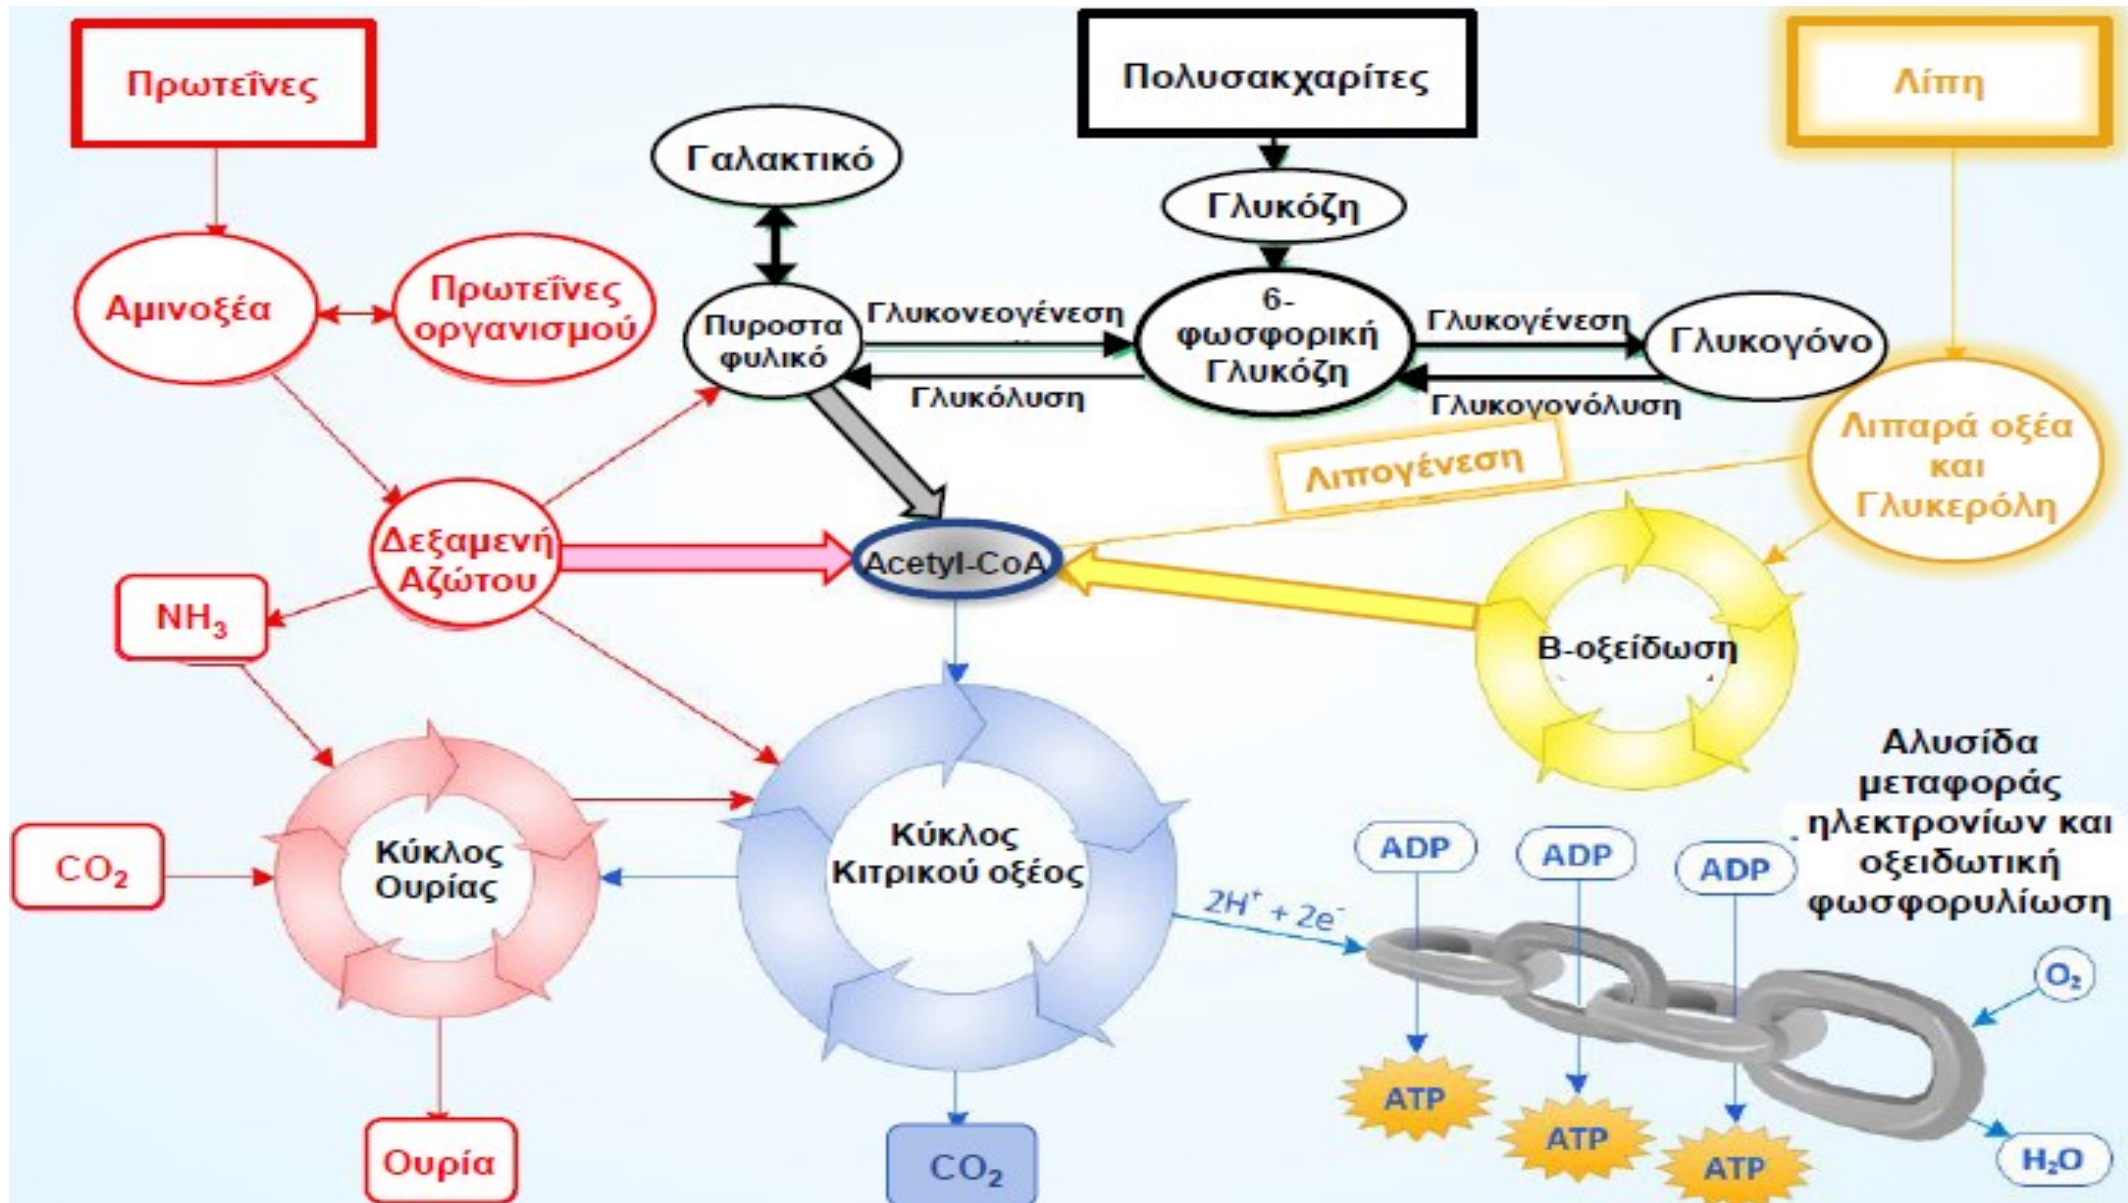 Πρωτεΐνες
Πολυσακχαρίτες
Λίπη
Γαλακτικό
Γλυκόζη
Αμινοξέα
Πρωτεΐνες
οργανισμού
Πυροστα
φυλικό
Γλυκονεογένεση
Γλυκόλυση
6-
φωσφορική
Γλυκόζη
Γλυκογένεση
Γλυκογονόλυση
Γλυκογόνο
Λιπαρά οξέα
και
Γλυκερόλη
Λιπογένεση
Δεξαμενή
Αζώτου
Acetyl-CoA
NH₃
Β-οξείδωση
Αλυσίδα
μεταφοράς
ηλεκτρονίων και
οξειδωτική
φωσφορυλίωση
CO₂
Κύκλος
Ουρίας
Κύκλος
Κιτρικού οξέος
2H⁺ + 2e⁻
ADP
ADP
ADP
O₂
ATP
ATP
ATP
H₂O
Ουρία
CO₂